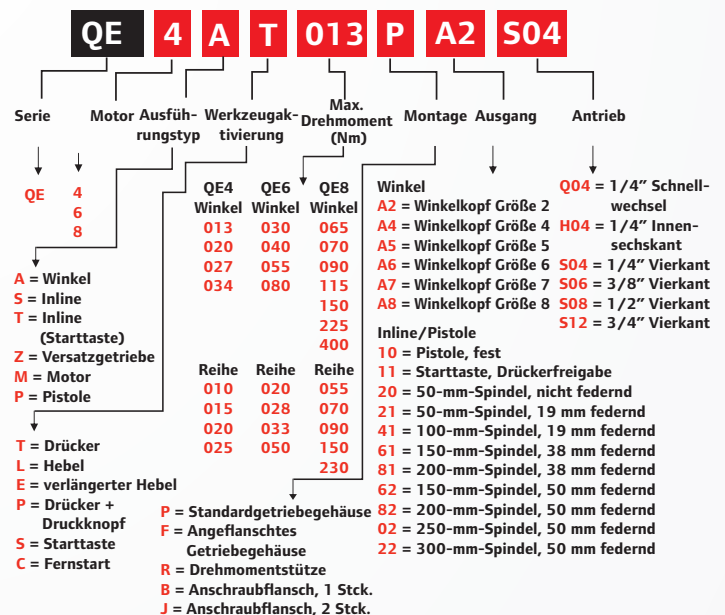 QE 4 A T 013 P A2 S04
Serie
Motor
Ausfüh-
rungstyp
Werkzeugak-
tivierung
Max.
Drehmoment
(Nm)
Montage
Ausgang
Antrieb
QE
4
6
8
A = Winkel
S = Inline
T = Inline
(Starttaste)
Z = Versatzgetriebe
M = Motor
P = Pistole
T = Drücker
L = Hebel
E = verlängerter Hebel
P = Drücker +
Druckknopf
S = Starttaste
C = Fernstart
QE4 QE6 QE8
Winkel Winkel Winkel
013 030 065
020 040 070
027 055 090
034 080 115
150
225
400
Reihe Reihe Reihe
010 020 055
015 028 070
020 033 090
025 050 150
230
P = Standardgetriebegehäuse
F = Angeflanschtes
Getriebegehäuse
R = Drehmomentstütze
B = Anschraubflansch, 1 Stck.
J = Anschraubflansch, 2 Stck.
Winkel
A2 = Winkelkopf Größe 2
A4 = Winkelkopf Größe 4
A5 = Winkelkopf Größe 5
A6 = Winkelkopf Größe 6
A7 = Winkelkopf Größe 7
A8 = Winkelkopf Größe 8
Inline/Pistole
10 = Pistole, fest
11 = Starttaste, Drückerfreigabe
20 = 50-mm-Spindel, nicht federnd
21 = 50-mm-Spindel, 19 mm federnd
41 = 100-mm-Spindel, 19 mm federnd
61 = 150-mm-Spindel, 38 mm federnd
81 = 200-mm-Spindel, 38 mm federnd
62 = 150-mm-Spindel, 50 mm federnd
82 = 200-mm-Spindel, 50 mm federnd
02 = 250-mm-Spindel, 50 mm federnd
22 = 300-mm-Spindel, 50 mm federnd
Q04 = 1/4″ Schnell-
wechsel
H04 = 1/4″ Innen-
sechskant
S04 = 1/4″ Vierkant
S06 = 3/8″ Vierkant
S08 = 1/2″ Vierkant
S12 = 3/4″ Vierkant